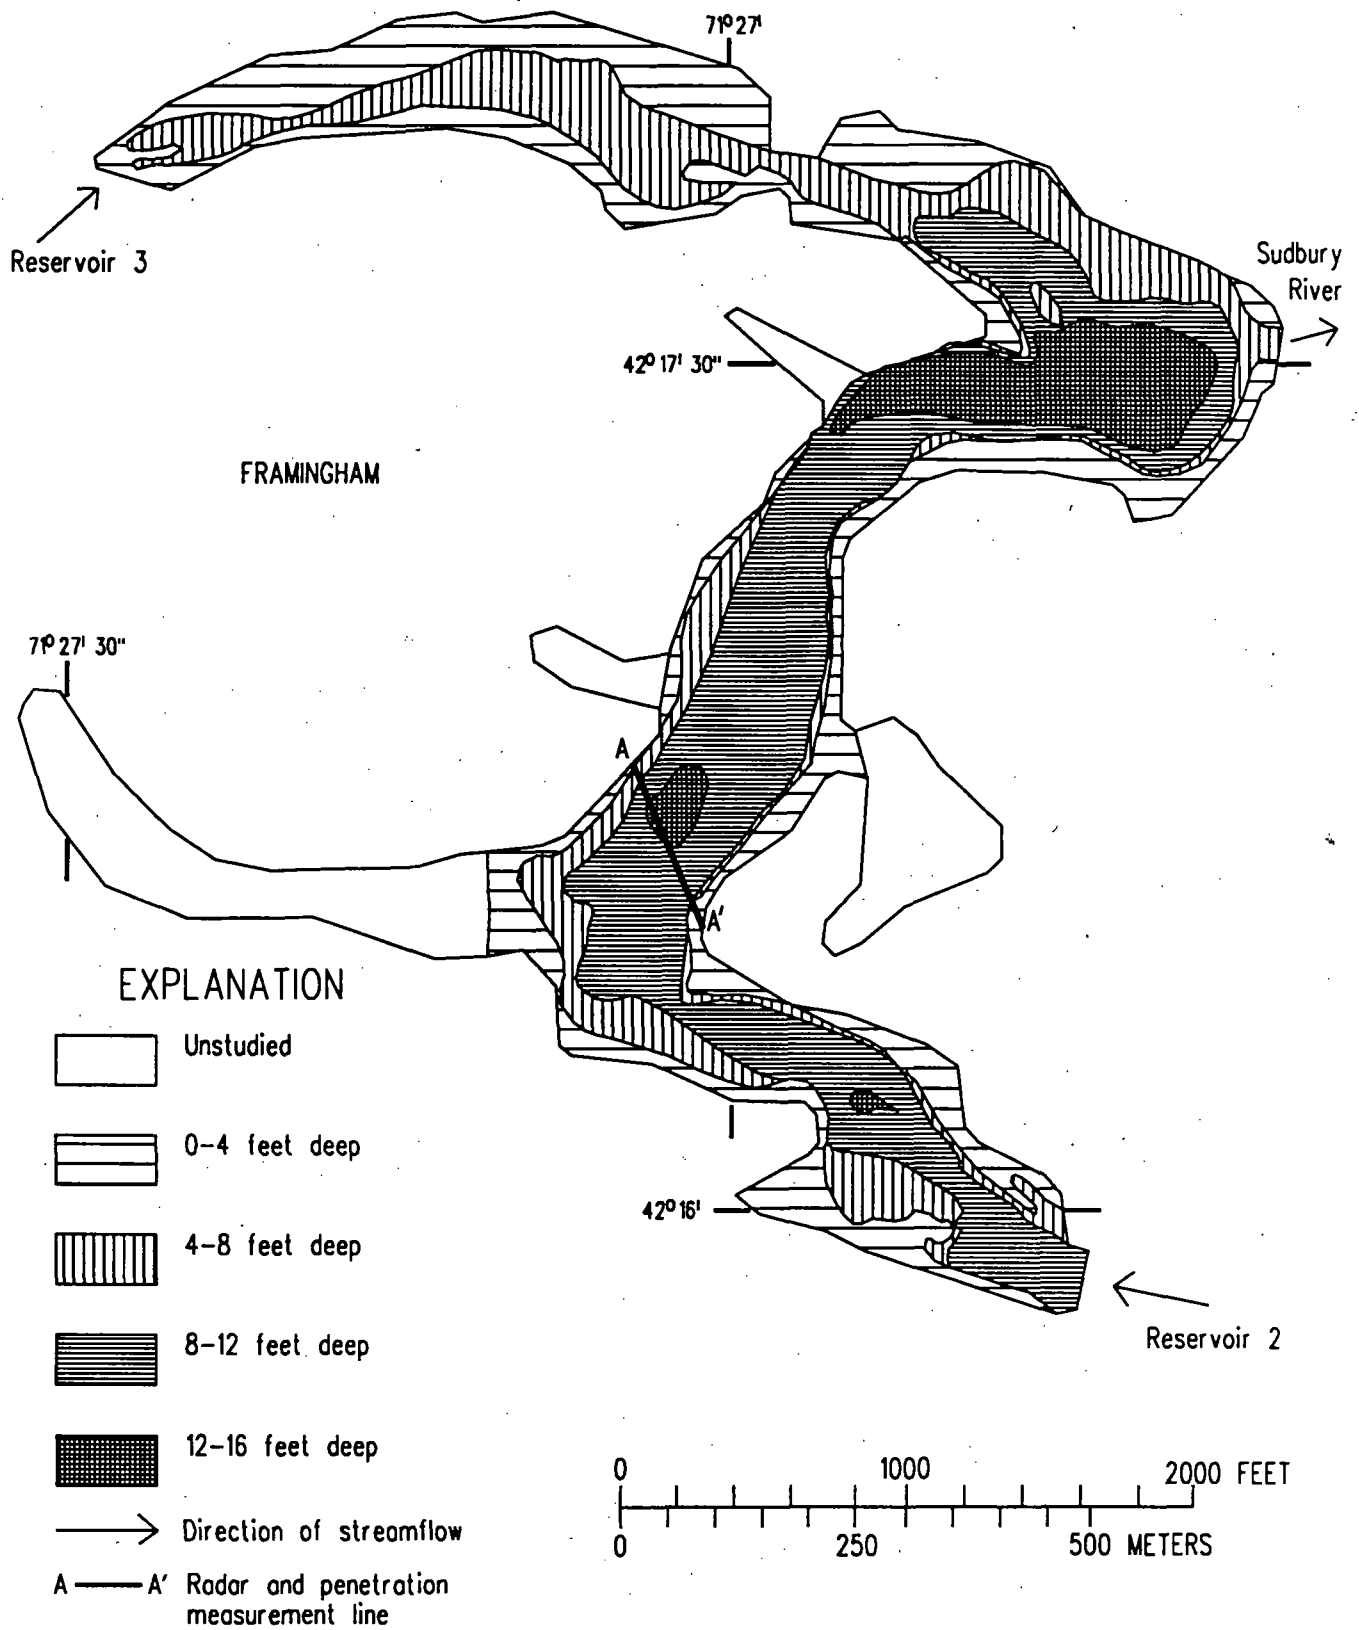 71° 27'
Reservoir 3
Sudbury
River
42° 17' 30"
FRAMINGHAM
71° 27' 30"
A
A'
EXPLANATION
Unstudied
0-4 feet deep
4-8 feet deep
8-12 feet deep
12-16 feet deep
Direction of streamflow
A A' Radar and penetration
measurement line
42° 16'
Reservoir 2
0 1000 2000 FEET
0 250 500 METERS